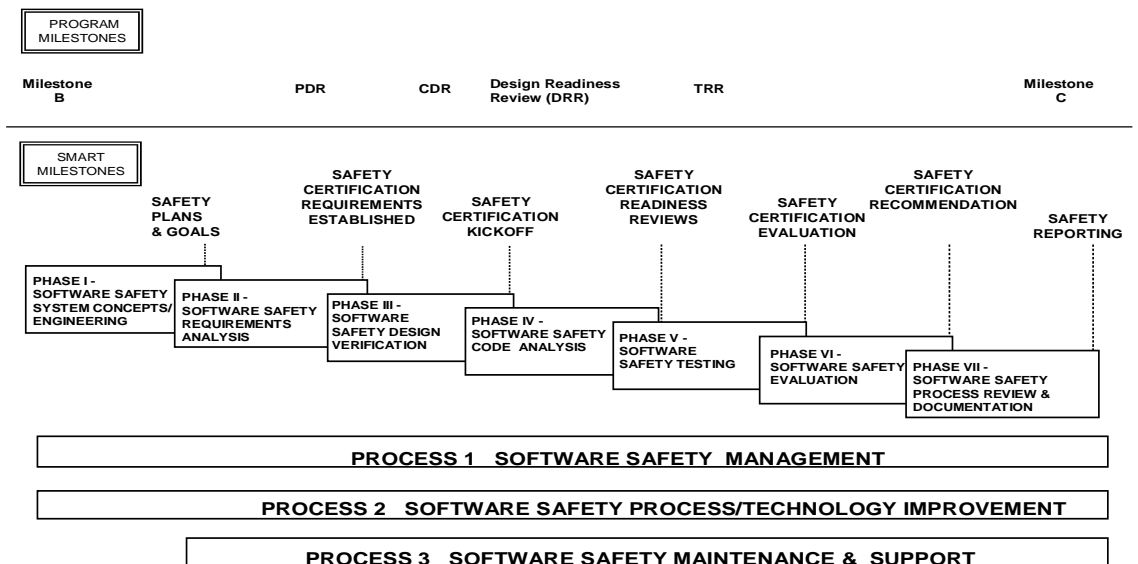 PROGRAM
MILESTONES
Milestone
B
PDR
CDR
Design Readiness
Review (DRR)
TRR
Milestone
C
SMART
MILESTONES
SAFETY
PLANS
& GOALS
SAFETY
CERTIFICATION
REQUIREMENTS
ESTABLISHED
SAFETY
CERTIFICATION
KICKOFF
SAFETY
CERTIFICATION
READINESS
REVIEWS
SAFETY
CERTIFICATION
EVALUATION
SAFETY
CERTIFICATION
RECOMMENDATION
SAFETY
REPORTING
PHASE I -
SOFTWARE SAFETY
SYSTEM CONCEPTS/
ENGINEERING
PHASE II -
SOFTWARE SAFETY
REQUIREMENTS
ANALYSIS
PHASE III -
SOFTWARE
SAFETY DESIGN
VERIFICATION
PHASE IV -
SOFTWARE SAFETY
CODE ANALYSIS
PHASE V -
SOFTWARE
SAFETY TESTING
PHASE VI -
SOFTWARE SAFETY
EVALUATION
PHASE VII -
SOFTWARE SAFETY
PROCESS REVIEW &
DOCUMENTATION
PROCESS 1 SOFTWARE SAFETY MANAGEMENT
PROCESS 2 SOFTWARE SAFETY PROCESS/TECHNOLOGY IMPROVEMENT
PROCESS 3 SOFTWARE SAFETY MAINTENANCE & SUPPORT